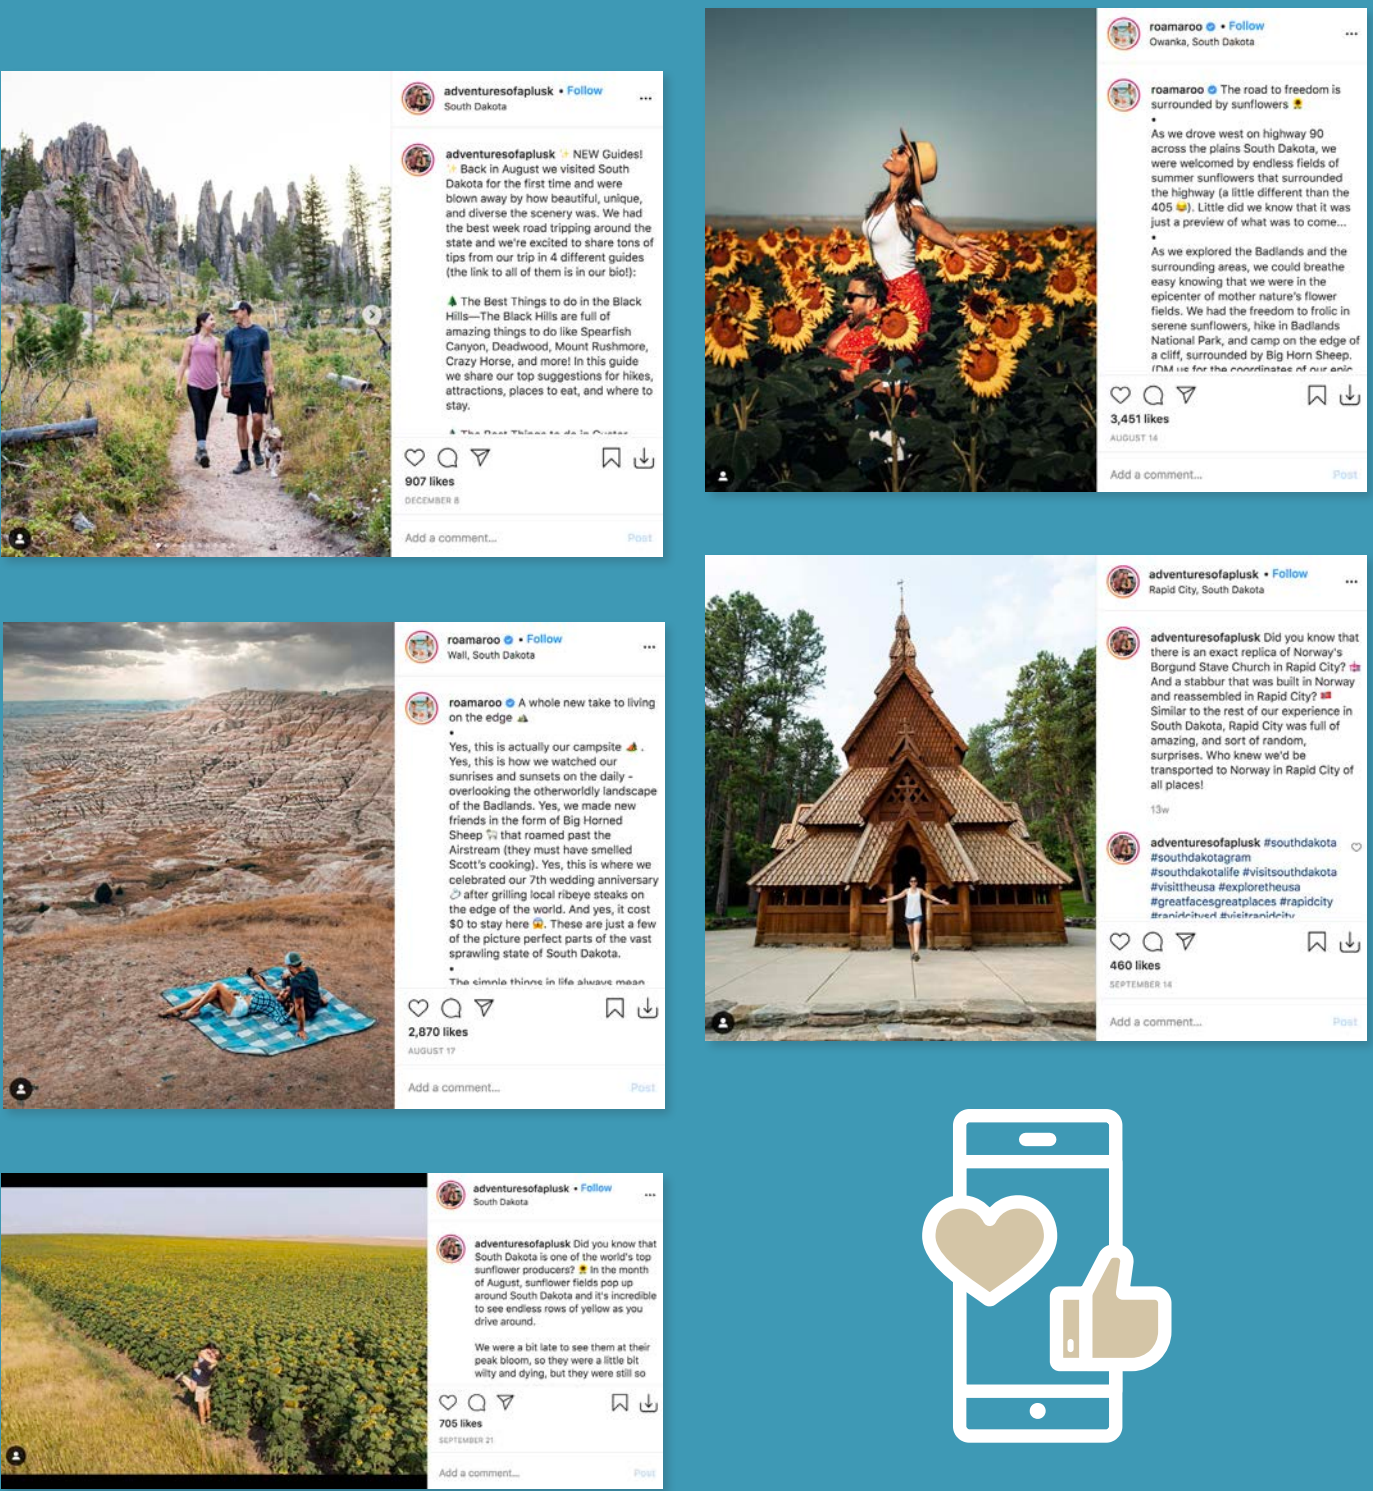 adventuresofaplusk • Follow
South Dakota
adventuresofaplusk ✨ NEW Guides!
✨ Back in August we visited South
Dakota for the first time and were
blown away by how beautiful, unique,
and diverse the scenery was. We had
the best week road tripping around the
state and we're excited to share tons of
tips from our trip in 4 different guides
(the link to all of them is in our bio!):
🌲 The Best Things to do in the Black
Hills—The Black Hills are full of
amazing things to do like Spearfish
Canyon, Deadwood, Mount Rushmore,
Crazy Horse, and more! In this guide
we share our top suggestions for hikes,
attractions, places to eat, and where to
stay.
🌲 The Best Things to do in Custer
907 likes
DECEMBER 8
Add a comment...
Post
roamaroo • Follow
Owanka, South Dakota
roamaroo The road to freedom is
surrounded by sunflowers 🌻
•
As we drove west on highway 90
across the plains South Dakota, we
were welcomed by endless fields of
summer sunflowers that surrounded
the highway (a little different than the
405 😂). Little did we know that it was
just a preview of what was to come...
•
As we explored the Badlands and the
surrounding areas, we could breathe
easy knowing that we were in the
epicenter of mother nature's flower
fields. We had the freedom to frolic in
serene sunflowers, hike in Badlands
National Park, and camp on the edge of
a cliff, surrounded by Big Horn Sheep.
(DM us for the coordinates of our epic
3,451 likes
AUGUST 14
Add a comment...
Post
roamaroo • Follow
Wall, South Dakota
roamaroo A whole new take to living
on the edge ⛰️
•
Yes, this is actually our campsite 🏕️ .
Yes, this is how we watched our
sunrises and sunsets on the daily -
overlooking the otherworldly landscape
of the Badlands. Yes, we made new
friends in the form of Big Horned
Sheep 🐑 that roamed past the
Airstream (they must have smelled
Scott's cooking). Yes, this is where we
celebrated our 7th wedding anniversary
💍 after grilling local ribeye steaks on
the edge of the world. And yes, it cost
$0 to stay here 😱. These are just a few
of the picture perfect parts of the vast
sprawling state of South Dakota.
•
The simple things in life always mean
2,870 likes
AUGUST 17
Add a comment...
Post
adventuresofaplusk • Follow
Rapid City, South Dakota
adventuresofaplusk Did you know that
there is an exact replica of Norway's
Borgund Stave Church in Rapid City? 🇳🇴
And a stabbur that was built in Norway
and reassembled in Rapid City? 🇳🇴
Similar to the rest of our experience in
South Dakota, Rapid City was full of
amazing, and sort of random,
surprises. Who knew we'd be
transported to Norway in Rapid City of
all places!
13w
adventuresofaplusk #southdakota
#southdakotagram
#southdakotalife #visitsouthdakota
#visittheusa #exploretheusa
#greatfacesgreatplaces #rapidcity
#rapidcitysd #visitrapidcity
460 likes
SEPTEMBER 14
Add a comment...
Post
adventuresofaplusk • Follow
South Dakota
adventuresofaplusk Did you know that
South Dakota is one of the world's top
sunflower producers? 🌻 In the month
of August, sunflower fields pop up
around South Dakota and it's incredible
to see endless rows of yellow as you
drive around.
We were a bit late to see them at their
peak bloom, so they were a little bit
wilty and dying, but they were still so
705 likes
SEPTEMBER 21
Add a comment...
Post